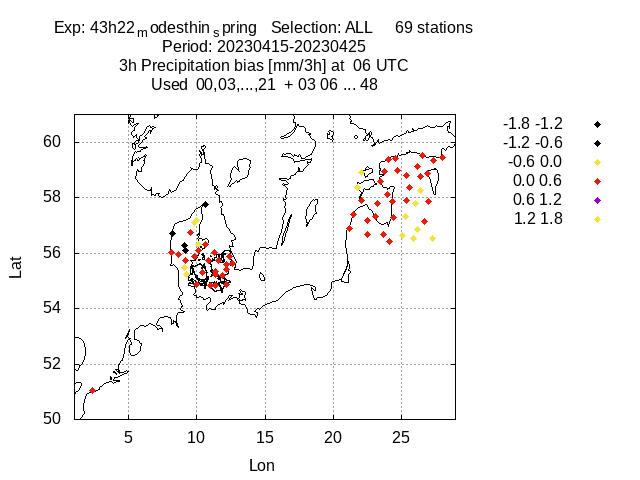 Exp: 43h22modesthinspring   Selection: ALL     69 stations
Period: 20230415-20230425
3h Precipitation bias [mm/3h] at  06 UTC
Used  00,03,...,21  + 03 06 ... 48
-1.8 -1.2
-1.2 -0.6
-0.6 0.0
0.0 0.6
0.6 1.2
1.2 1.8
60
58
56
54
52
50
Lat
5 10 15 20 25
Lon